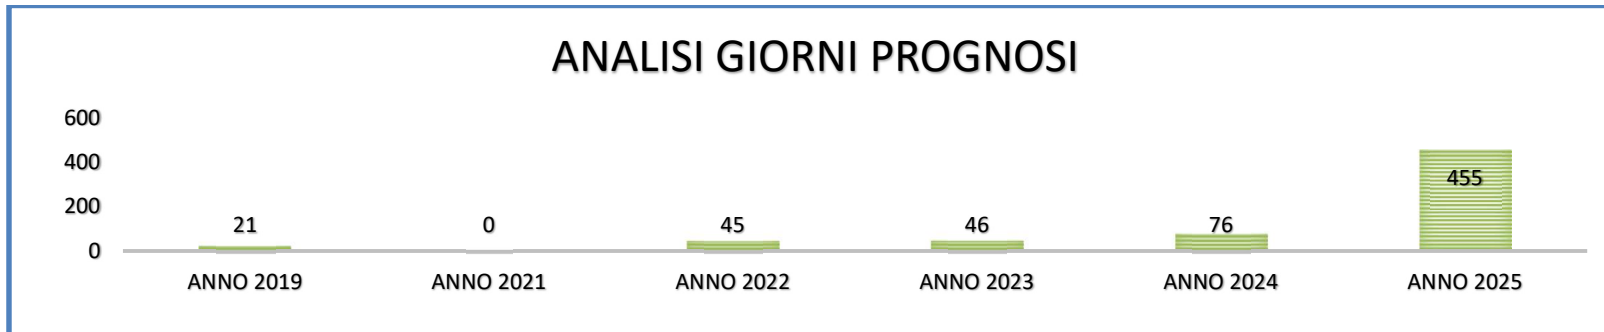 ANALISI GIORNI PROGNOSI
600
400
200
0
21
0
45
46
76
455
ANNO 2019
ANNO 2021
ANNO 2022
ANNO 2023
ANNO 2024
ANNO 2025